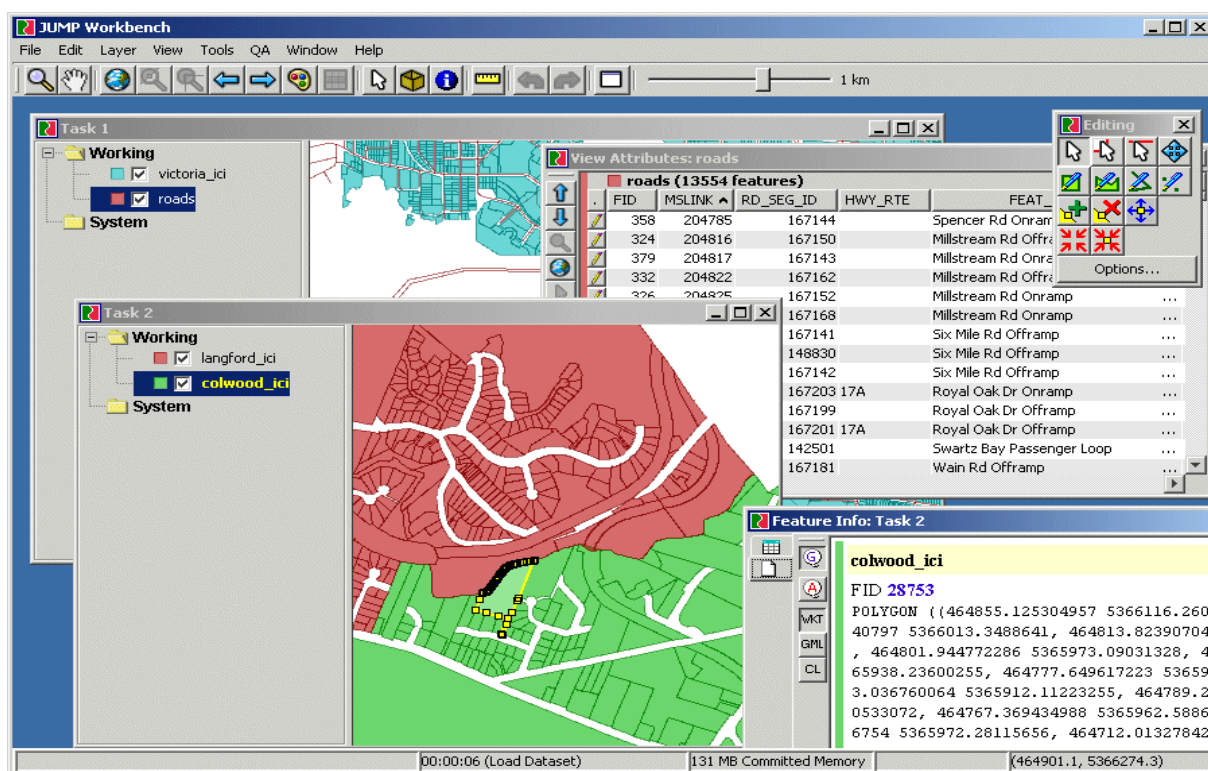 JUMP Workbench
File Edit Layer View Tools QA Window Help
1 km
Task 1
Working
victoria_ici
roads
System
View Attributes: roads
roads (13554 features)
. FID MSLINK RD_SEG_ID HWY_RTE FEAT_
358 204785 167144 Spencer Rd Onram
324 204816 167150 Millstream Rd Offra
379 204817 167143 Millstream Rd Onra
332 204822 167162 Millstream Rd Offra
326 204825 167152 Millstream Rd Onramp ...
167168 Millstream Rd Onramp ...
167141 Six Mile Rd Offramp ...
148830 Six Mile Rd Offramp ...
167142 Six Mile Rd Offramp ...
167203 17A Royal Oak Dr Onramp ...
167199 Royal Oak Dr Offramp ...
167201 17A Royal Oak Dr Offramp ...
142501 Swartz Bay Passenger Loop ...
167181 Wain Rd Offramp ...
Editing
Options...
Task 2
Working
langford_ici
colwood_ici
System
Feature Info: Task 2
G
A
WKT
GML
CL
colwood_ici
FID 28753
POLYGON ((464855.125304957 5366116.260
40797 5366013.3488641, 464813.82390704
, 464801.944772286 5365973.09031328, 4
65938.23600255, 464777.649617223 53659
3.036760064 5365912.11223255, 464789.2
0533072, 464767.369434988 5365962.5886
6754 5365972.28115656, 464712.01327842
00:00:06 (Load Dataset) 131 MB Committed Memory (464901.1, 5366274.3)